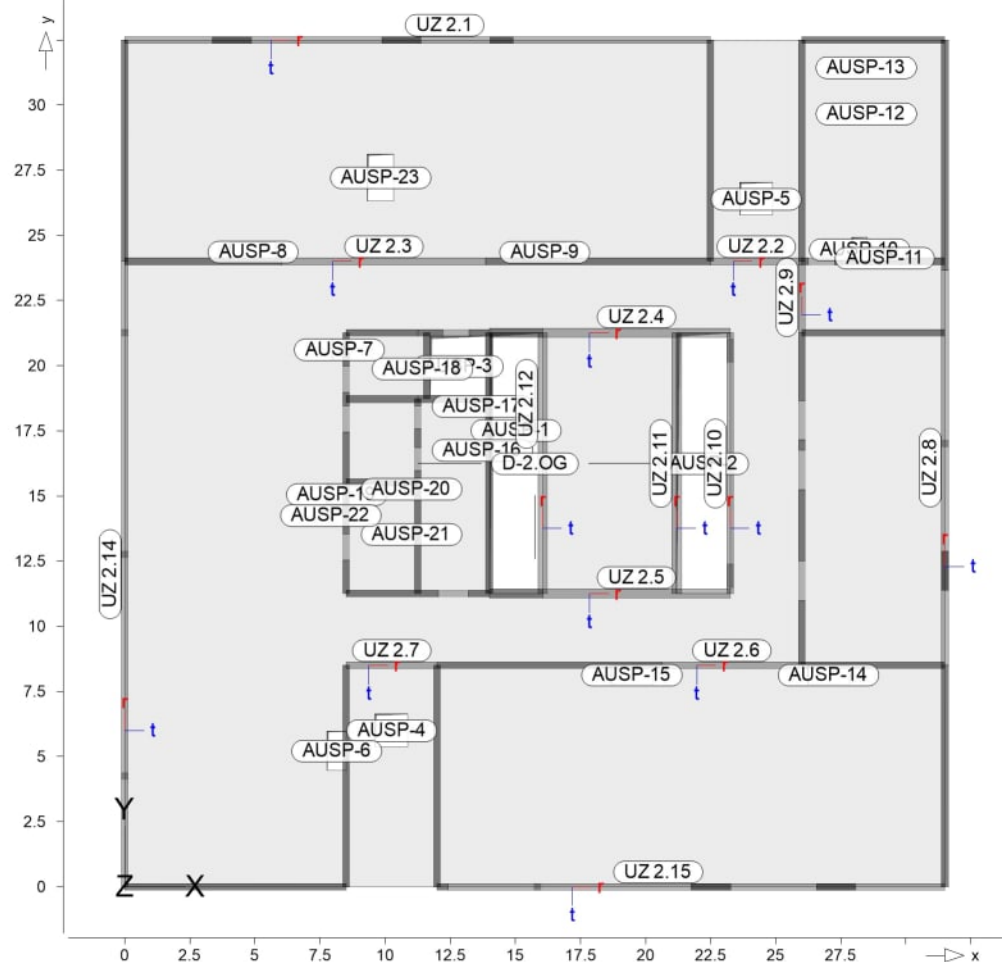 y
UZ 2.1
r
t
AUSP-13
30
AUSP-12
27.5
AUSP-23
AUSP-5
25
AUSP-8
UZ 2.3
AUSP-9
UZ 2.2
AUSP-10
r
r
AUSP-11
t
t
UZ 2.9
r
22.5
t
UZ 2.4
r
AUSP-7
t
20
AUSP-18
UZ 2.12
AUSP-17
17.5
AUSP-16
D-2.OG
UZ 2.11
UZ 2.10
UZ 2.8
15
AUSP-20
AUSP-22
r
r
r
AUSP-21
t
t
t
r
12.5
t
UZ 2.14
UZ 2.5
r
10
t
UZ 2.7
UZ 2.6
r
r
AUSP-15
AUSP-14
7.5
t
t
r
t
AUSP-4
5
AUSP-6
Y
2.5
UZ 2.15
0
Z
X
r
t
0
2.5
5
7.5
10
12.5
15
17.5
20
22.5
25
27.5
x